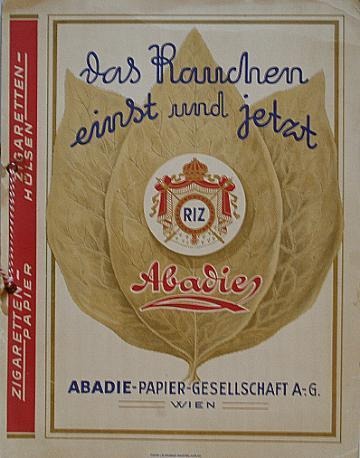 das Rauchen
einst und jetzt
RIZ
Abadie
ABADIE-PAPIER-GESELLSCHAFT A-G.
WIEN
ZIGARETTEN-
PAPIER
ZIGARETTEN-
HÜLSEN